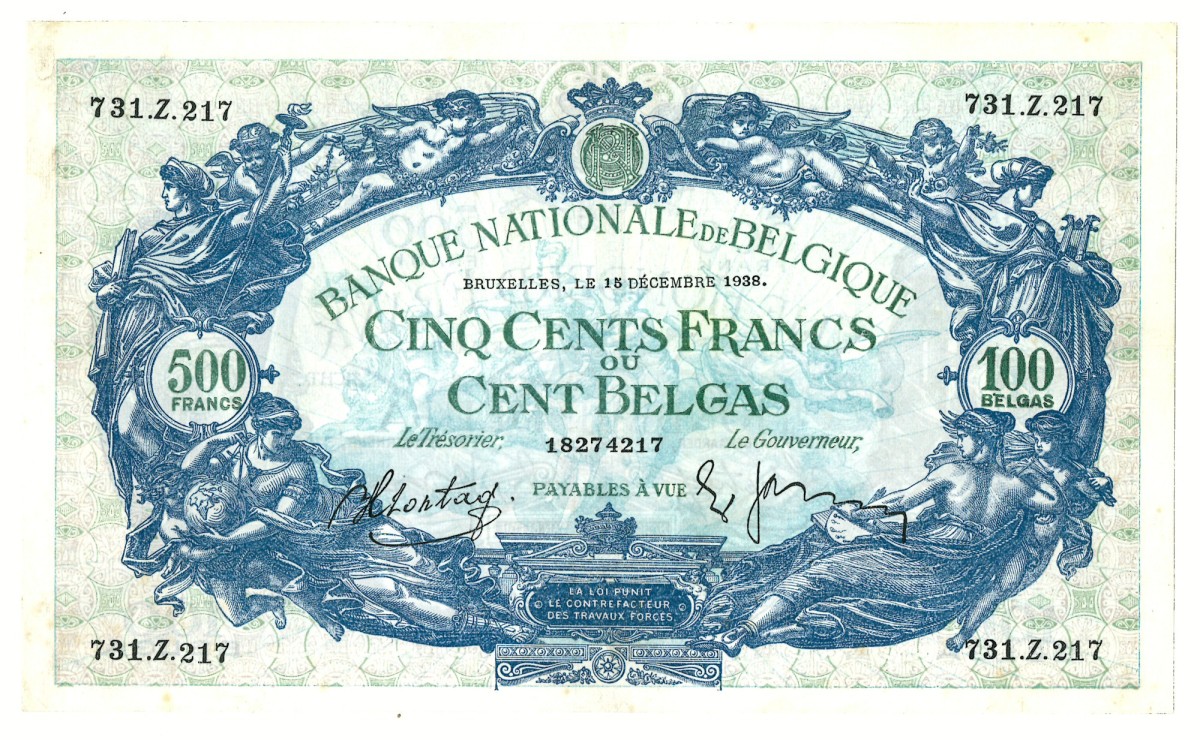 731.Z.217 731.Z.217
BANQUE NATIONALE DE BELGIQUE
BRUXELLES, LE 15 DÉCEMBRE 1938.
CINQ CENTS FRANCS
OU
CENT BELGAS
500
FRANCS
100
BELGAS
Le Trésorier, 18274217 Le Gouverneur,
PAYABLES À VUE
LA LOI PUNIT
LE CONTREFACTEUR
DES TRAVAUX FORCÉS
731.Z.217 731.Z.217